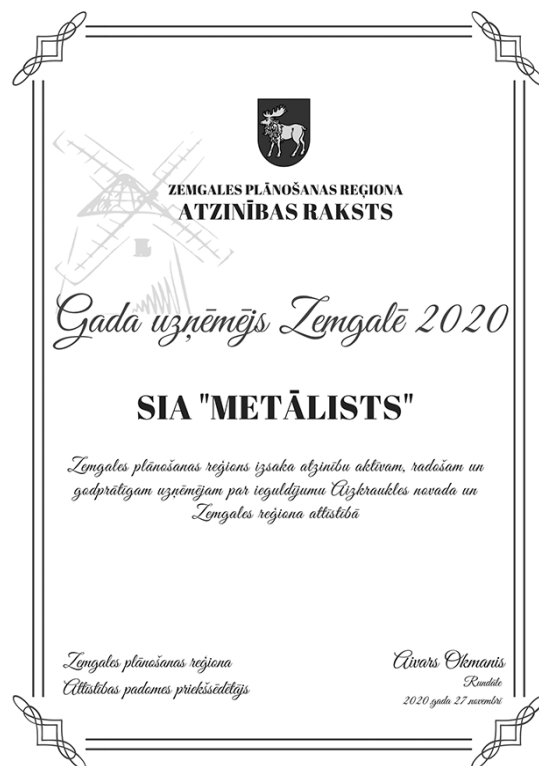 ZEMGALES PLĀNOŠANAS REĢIONA
ATZINĪBAS RAKSTS
Gada uzņēmējs Zemgalē 2020
SIA "METĀLISTS"
Zemgales plānošanas reģions izsaka atzinību aktīvam, radošam un
godprātīgam uzņēmējam par ieguldījumu Aizkraukles novada un
Zemgales reģiona attīstībā
Zemgales plānošanas reģiona
Attīstības padomes priekšsēdētājs
Aivars Okmanis
Rundāle
2020.gada 27.novembrī